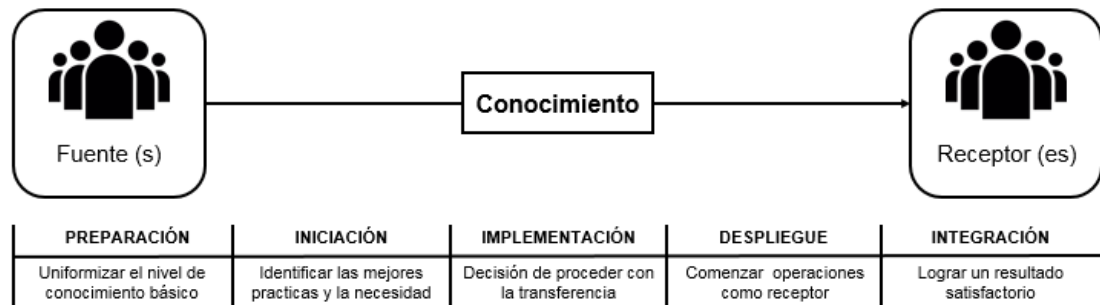 Conocimiento
Fuente (s)
Receptor (es)
PREPARACIÓN
Uniformizar el nivel de
conocimiento básico
INICIACIÓN
Identificar las mejores
practicas y la necesidad
IMPLEMENTACIÓN
Decisión de proceder con
la transferencia
DESPLIEGUE
Comenzar operaciones
como receptor
INTEGRACIÓN
Lograr un resultado
satisfactorio